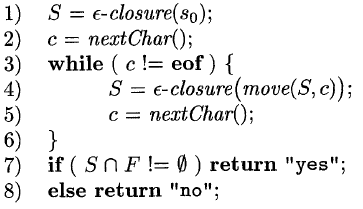 1) S = ϵ-closure(s₀);
2) c = nextChar();
3) while ( c != eof ) {
4) S = ϵ-closure(move(S, c));
5) c = nextChar();
6) }
7) if ( S ∩ F != ∅ ) return "yes";
8) else return "no";